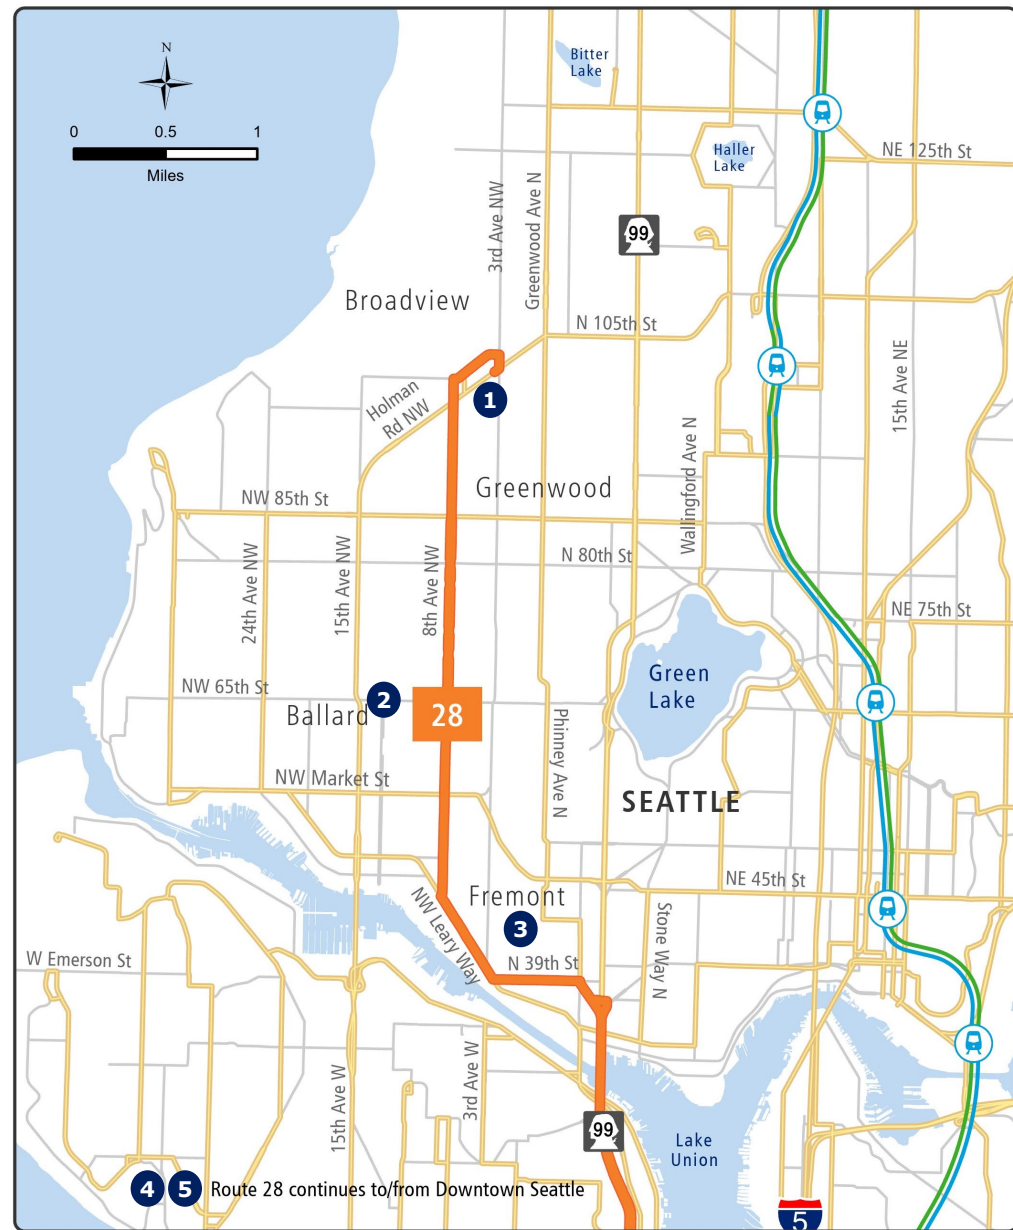 Bitter
Lake
N
0 0.5 1
Miles
Haller
Lake
NE 125th St
3rd Ave NW
Greenwood Ave N
99
Broadview
N 105th St
15th Ave NE
Holman
Rd NW
1
Wallingford Ave N
Greenwood
NW 85th St
N 80th St
24th Ave NW
15th Ave NW
8th Ave NW
NE 75th St
Green
Lake
NW 65th St
2
Ballard
28
Phinney Ave N
NW Market St
SEATTLE
NE 45th St
Fremont
3
NW Leary Way
Stone Way N
W Emerson St
N 39th St
15th Ave W
3rd Ave W
99
Lake
Union
4 5 Route 28 continues to/from Downtown Seattle
5